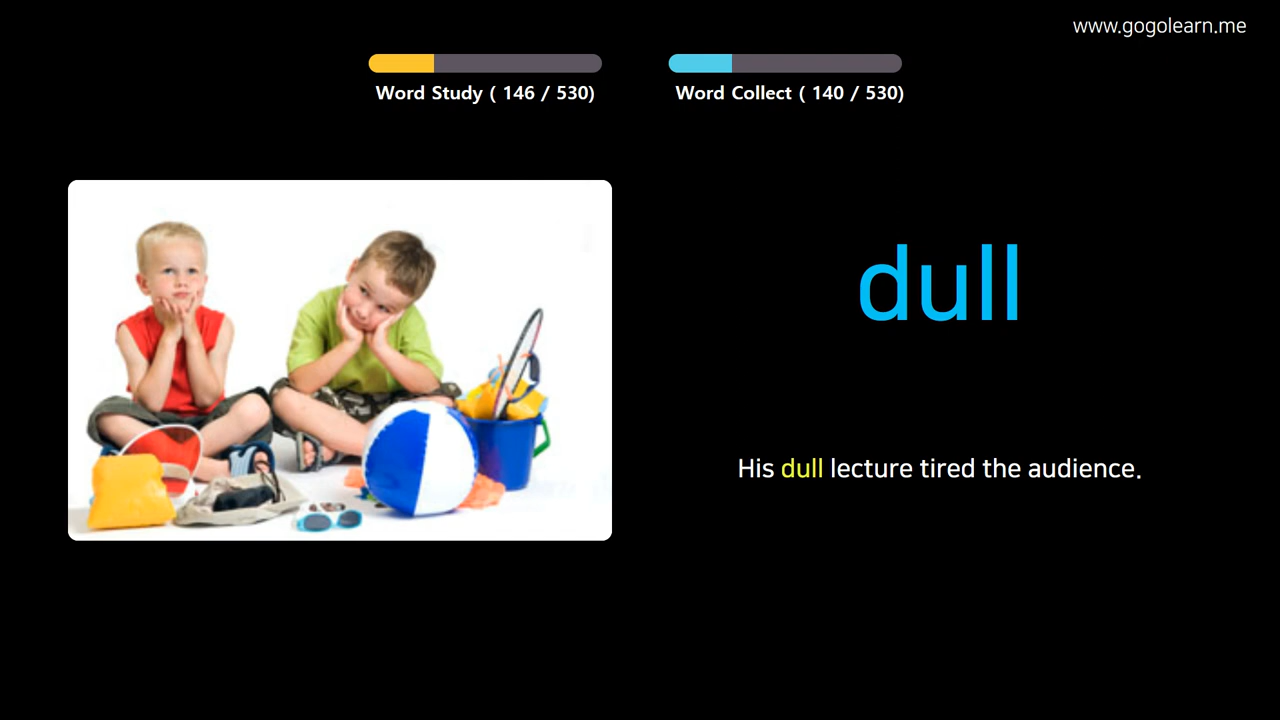 www.gogolearn.me
Word Study ( 146 / 530)
Word Collect ( 140 / 530)
dull
His dull lecture tired the audience.